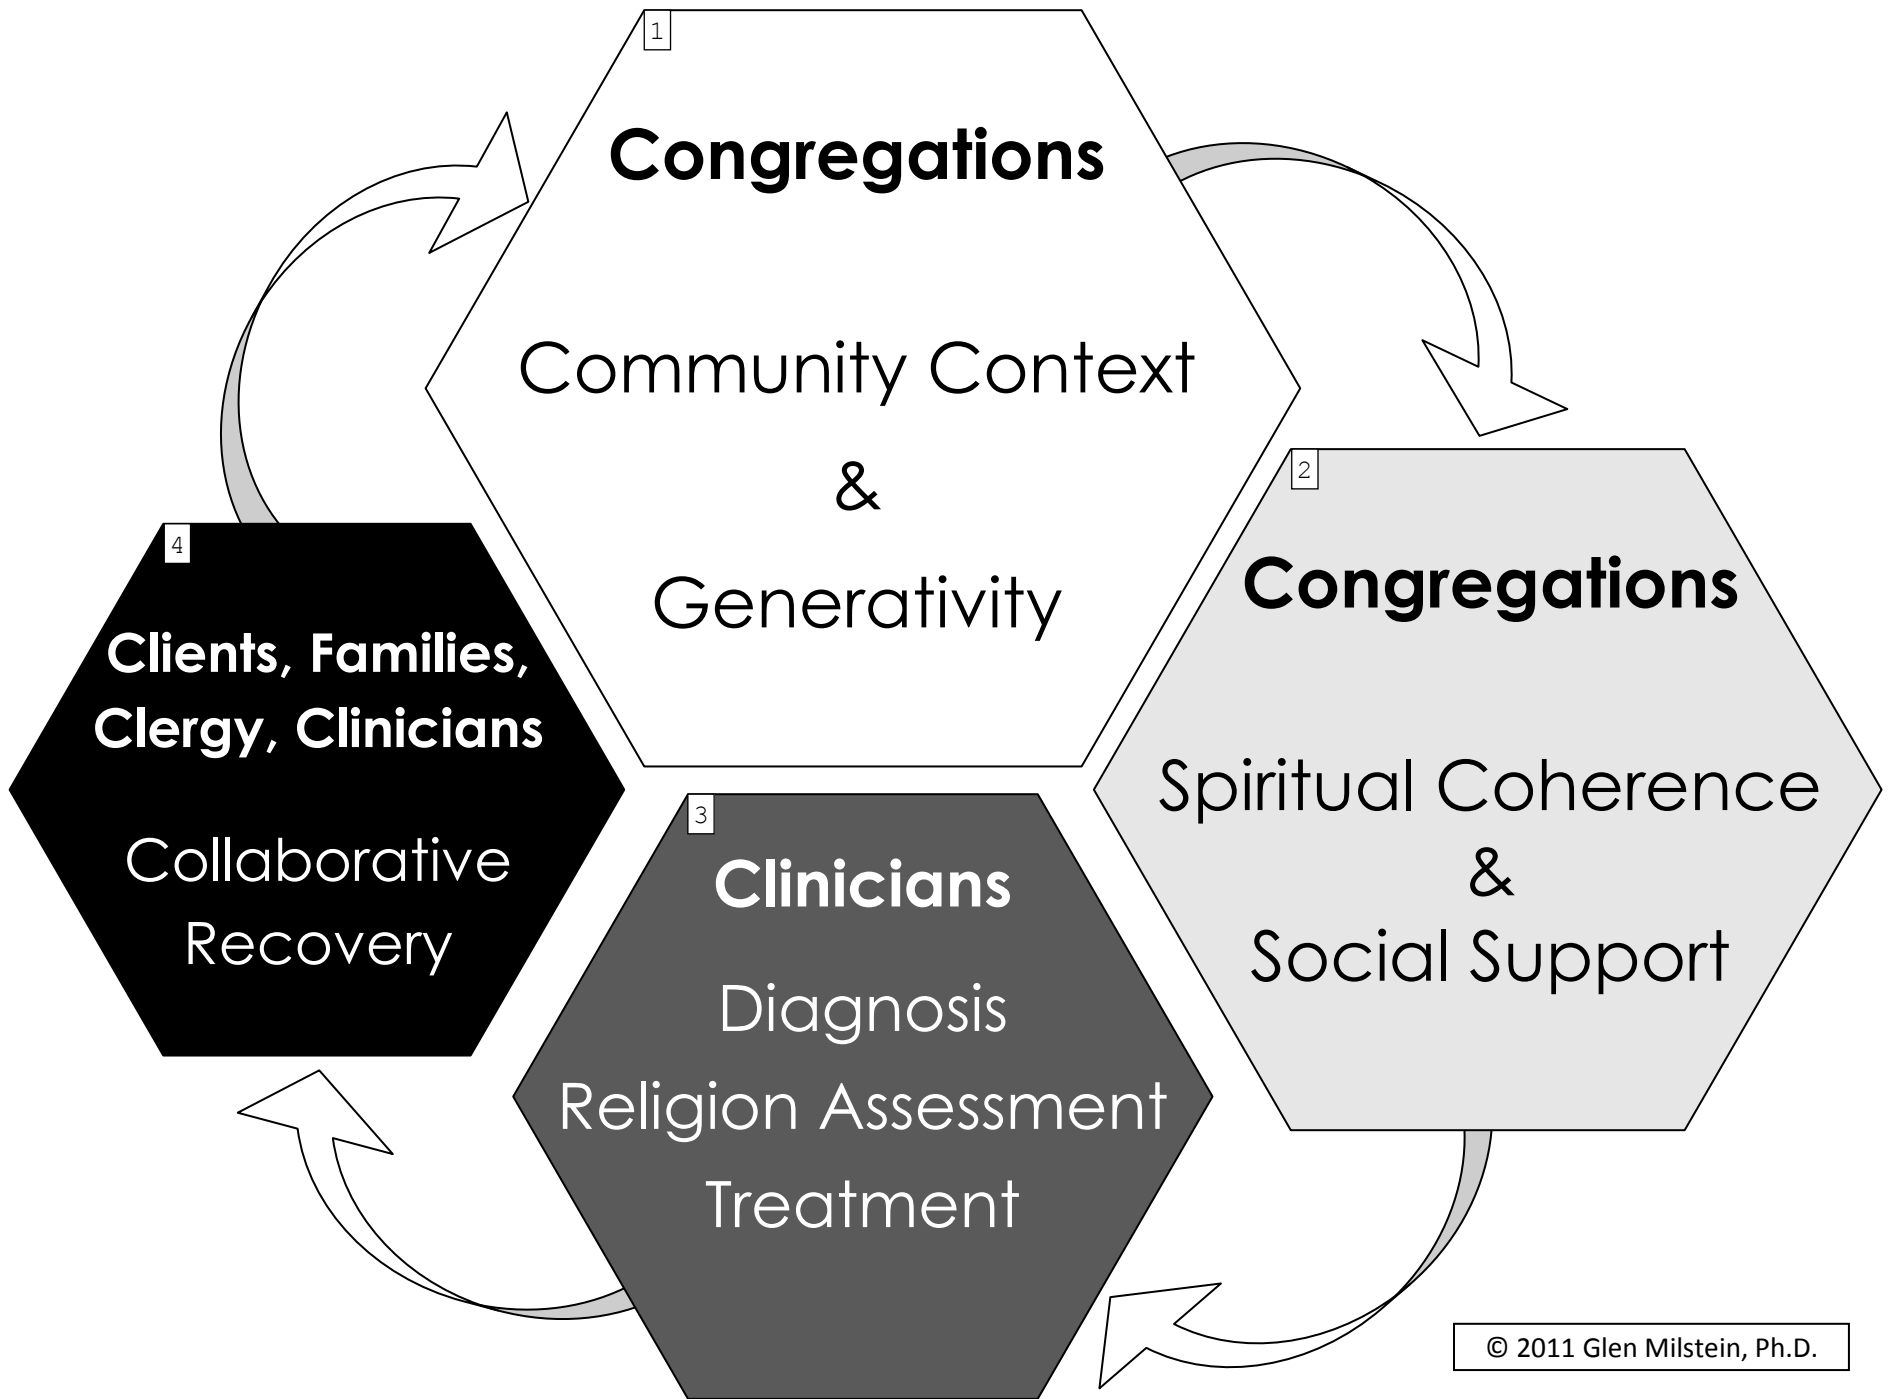 1
Congregations
Community Context
&
Generativity
2
Congregations
Spiritual Coherence
&
Social Support
3
Clinicians
Diagnosis
Religion Assessment
Treatment
4
Clients, Families,
Clergy, Clinicians
Collaborative
Recovery
© 2011 Glen Milstein, Ph.D.